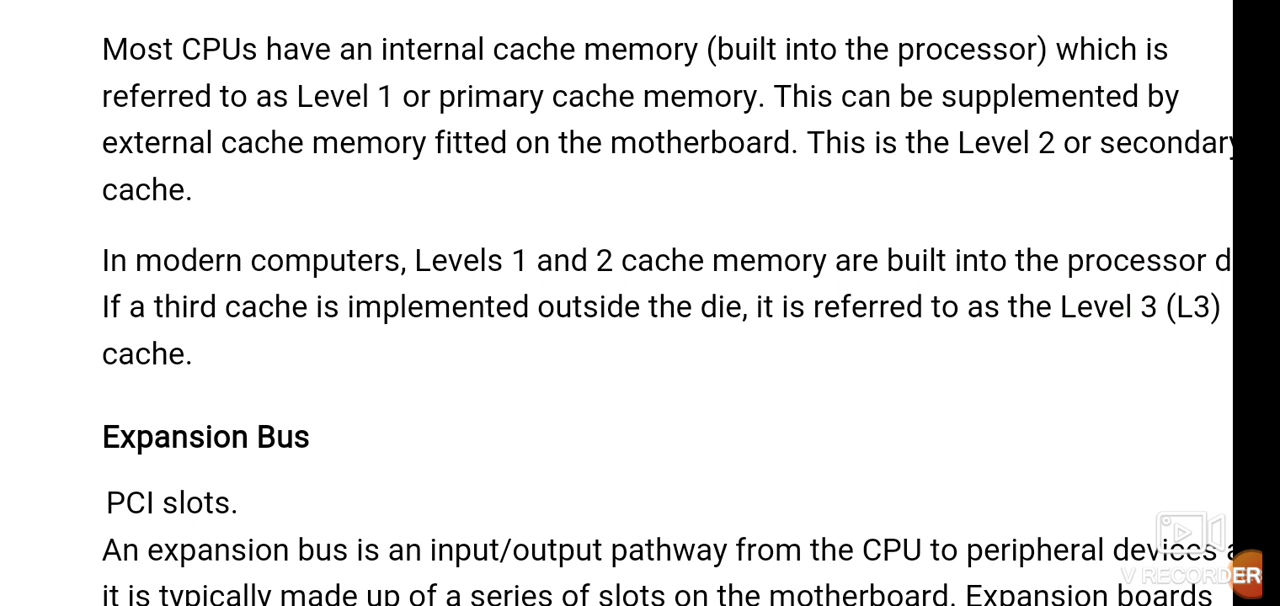 Most CPUs have an internal cache memory (built into the processor) which is
referred to as Level 1 or primary cache memory. This can be supplemented by
external cache memory fitted on the motherboard. This is the Level 2 or secondary
cache.
In modern computers, Levels 1 and 2 cache memory are built into the processor d
If a third cache is implemented outside the die, it is referred to as the Level 3 (L3)
cache.
Expansion Bus
PCI slots.
An expansion bus is an input/output pathway from the CPU to peripheral devices
it is typically made up of a series of slots on the motherboard. Expansion boards
V RECORDER